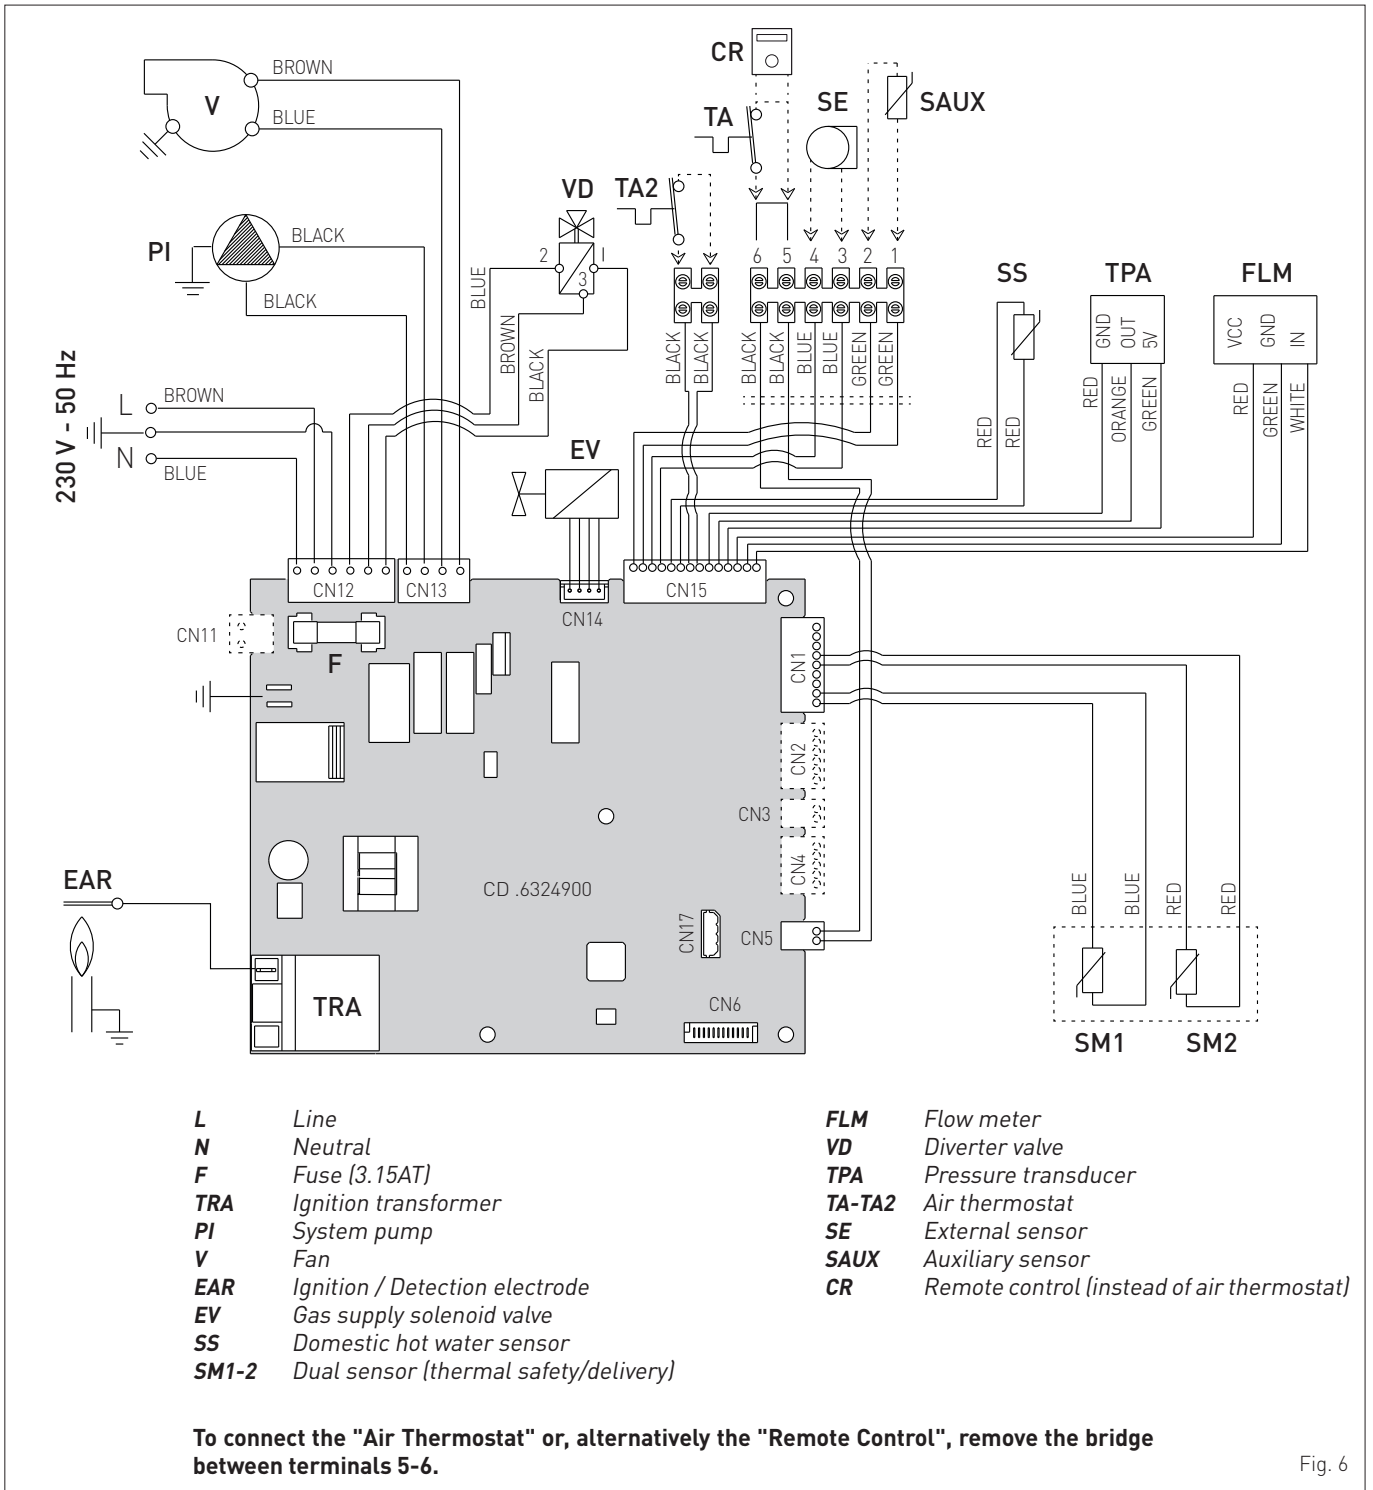 CR
BROWN
V
BLUE
SE
SAUX
TA
VD
TA2
PI
BLACK
BLACK
2
1
3
BLUE
BROWN
BLACK
6
5
4
3
2
1
SS
TPA
FLM
GND
OUT
5V
VCC
GND
IN
BLACK
BLACK
BLACK
BLACK
BLUE
BLUE
GREEN
GREEN
RED
RED
RED
ORANGE
GREEN
RED
GREEN
WHITE
230 V - 50 Hz
L
BROWN
N
BLUE
EV
CN12
CN13
CN14
CN15
CN11
F
CN1
CN2
CN3
CN4
CD .6324900
CN17
CN5
CN6
EAR
TRA
BLUE
BLUE
RED
RED
SM1
SM2
L Line
N Neutral
F Fuse (3.15AT)
TRA Ignition transformer
PI System pump
V Fan
EAR Ignition / Detection electrode
EV Gas supply solenoid valve
SS Domestic hot water sensor
SM1-2 Dual sensor (thermal safety/delivery)
FLM Flow meter
VD Diverter valve
TPA Pressure transducer
TA-TA2 Air thermostat
SE External sensor
SAUX Auxiliary sensor
CR Remote control (instead of air thermostat)
To connect the "Air Thermostat" or, alternatively the "Remote Control", remove the bridge
between terminals 5-6.
Fig. 6